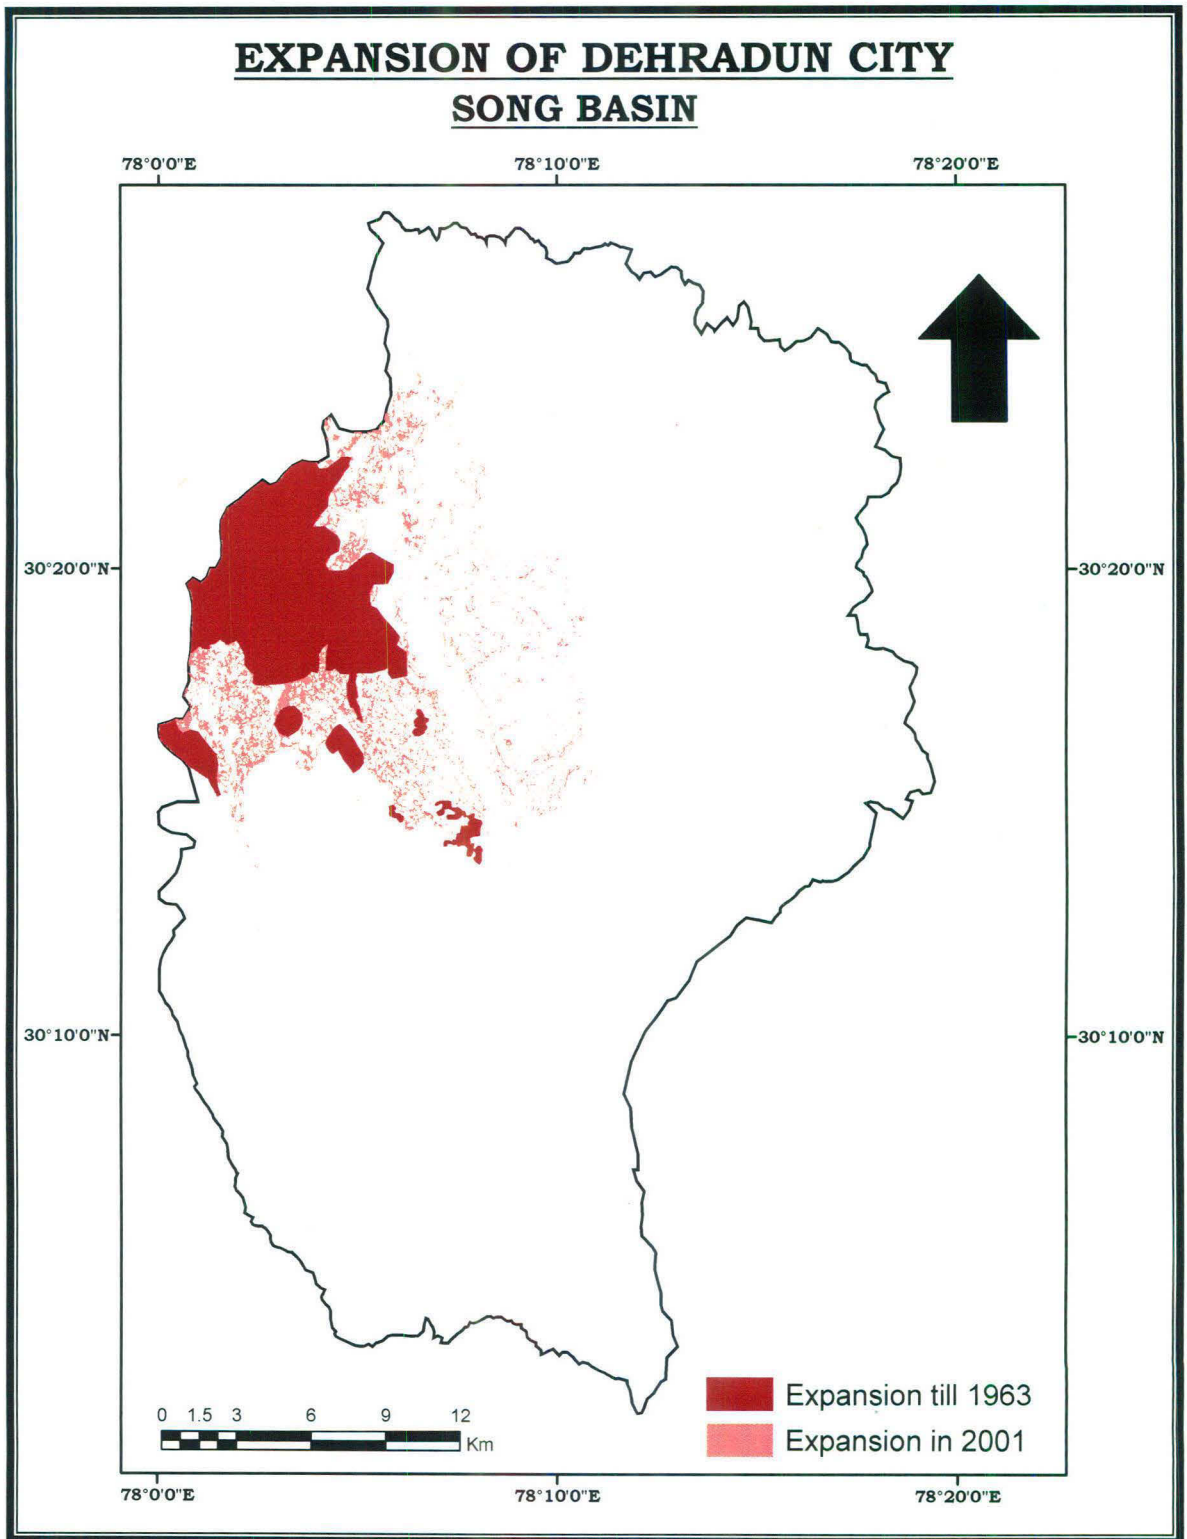 EXPANSION OF DEHRADUN CITY
SONG BASIN
78°0'0"E
78°10'0"E
78°20'0"E
30°20'0"N
30°20'0"N
30°10'0"N
30°10'0"N
0 1.5 3 6 9 12
Km
Expansion till 1963
Expansion in 2001
78°0'0"E
78°10'0"E
78°20'0"E